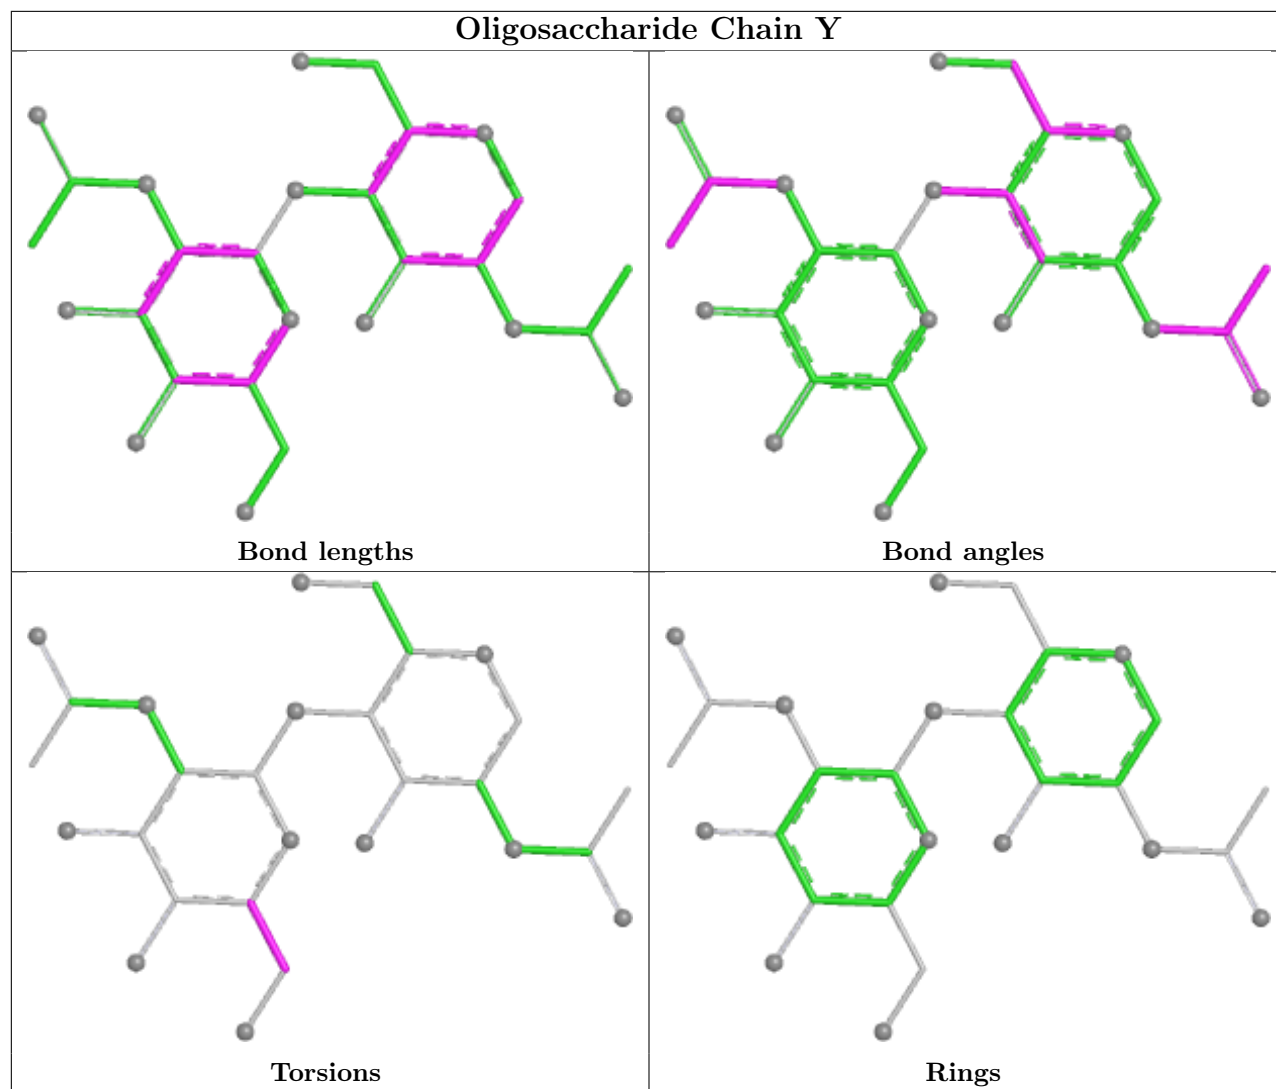 Oligosaccharide Chain Y
Bond lengths
Bond angles
Torsions
Rings